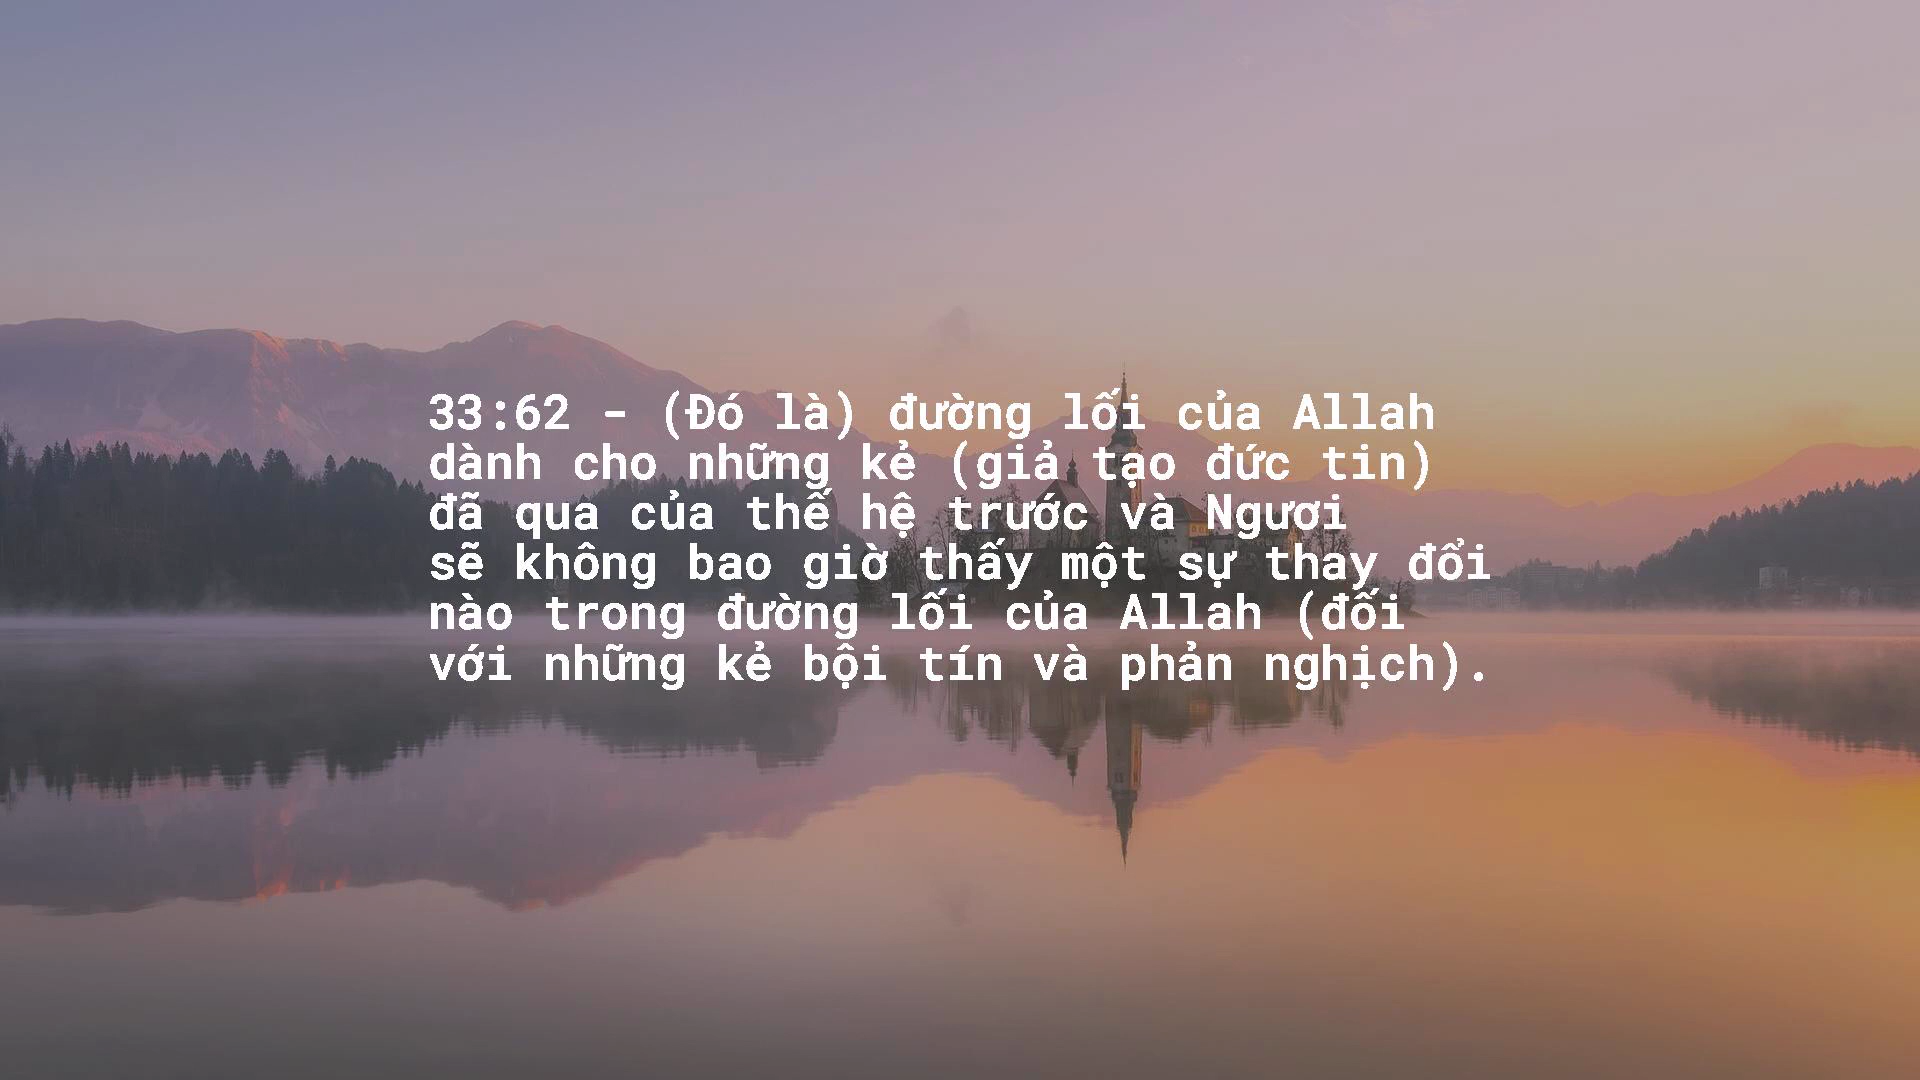 33:62 - (Đó là) đường lối của Allah
dành cho những kẻ (giả tạo đức tin)
đã qua của thế hệ trước và Ngươi
sẽ không bao giờ thấy một sự thay đổi
nào trong đường lối của Allah (đối
với những kẻ bội tín và phản nghịch).